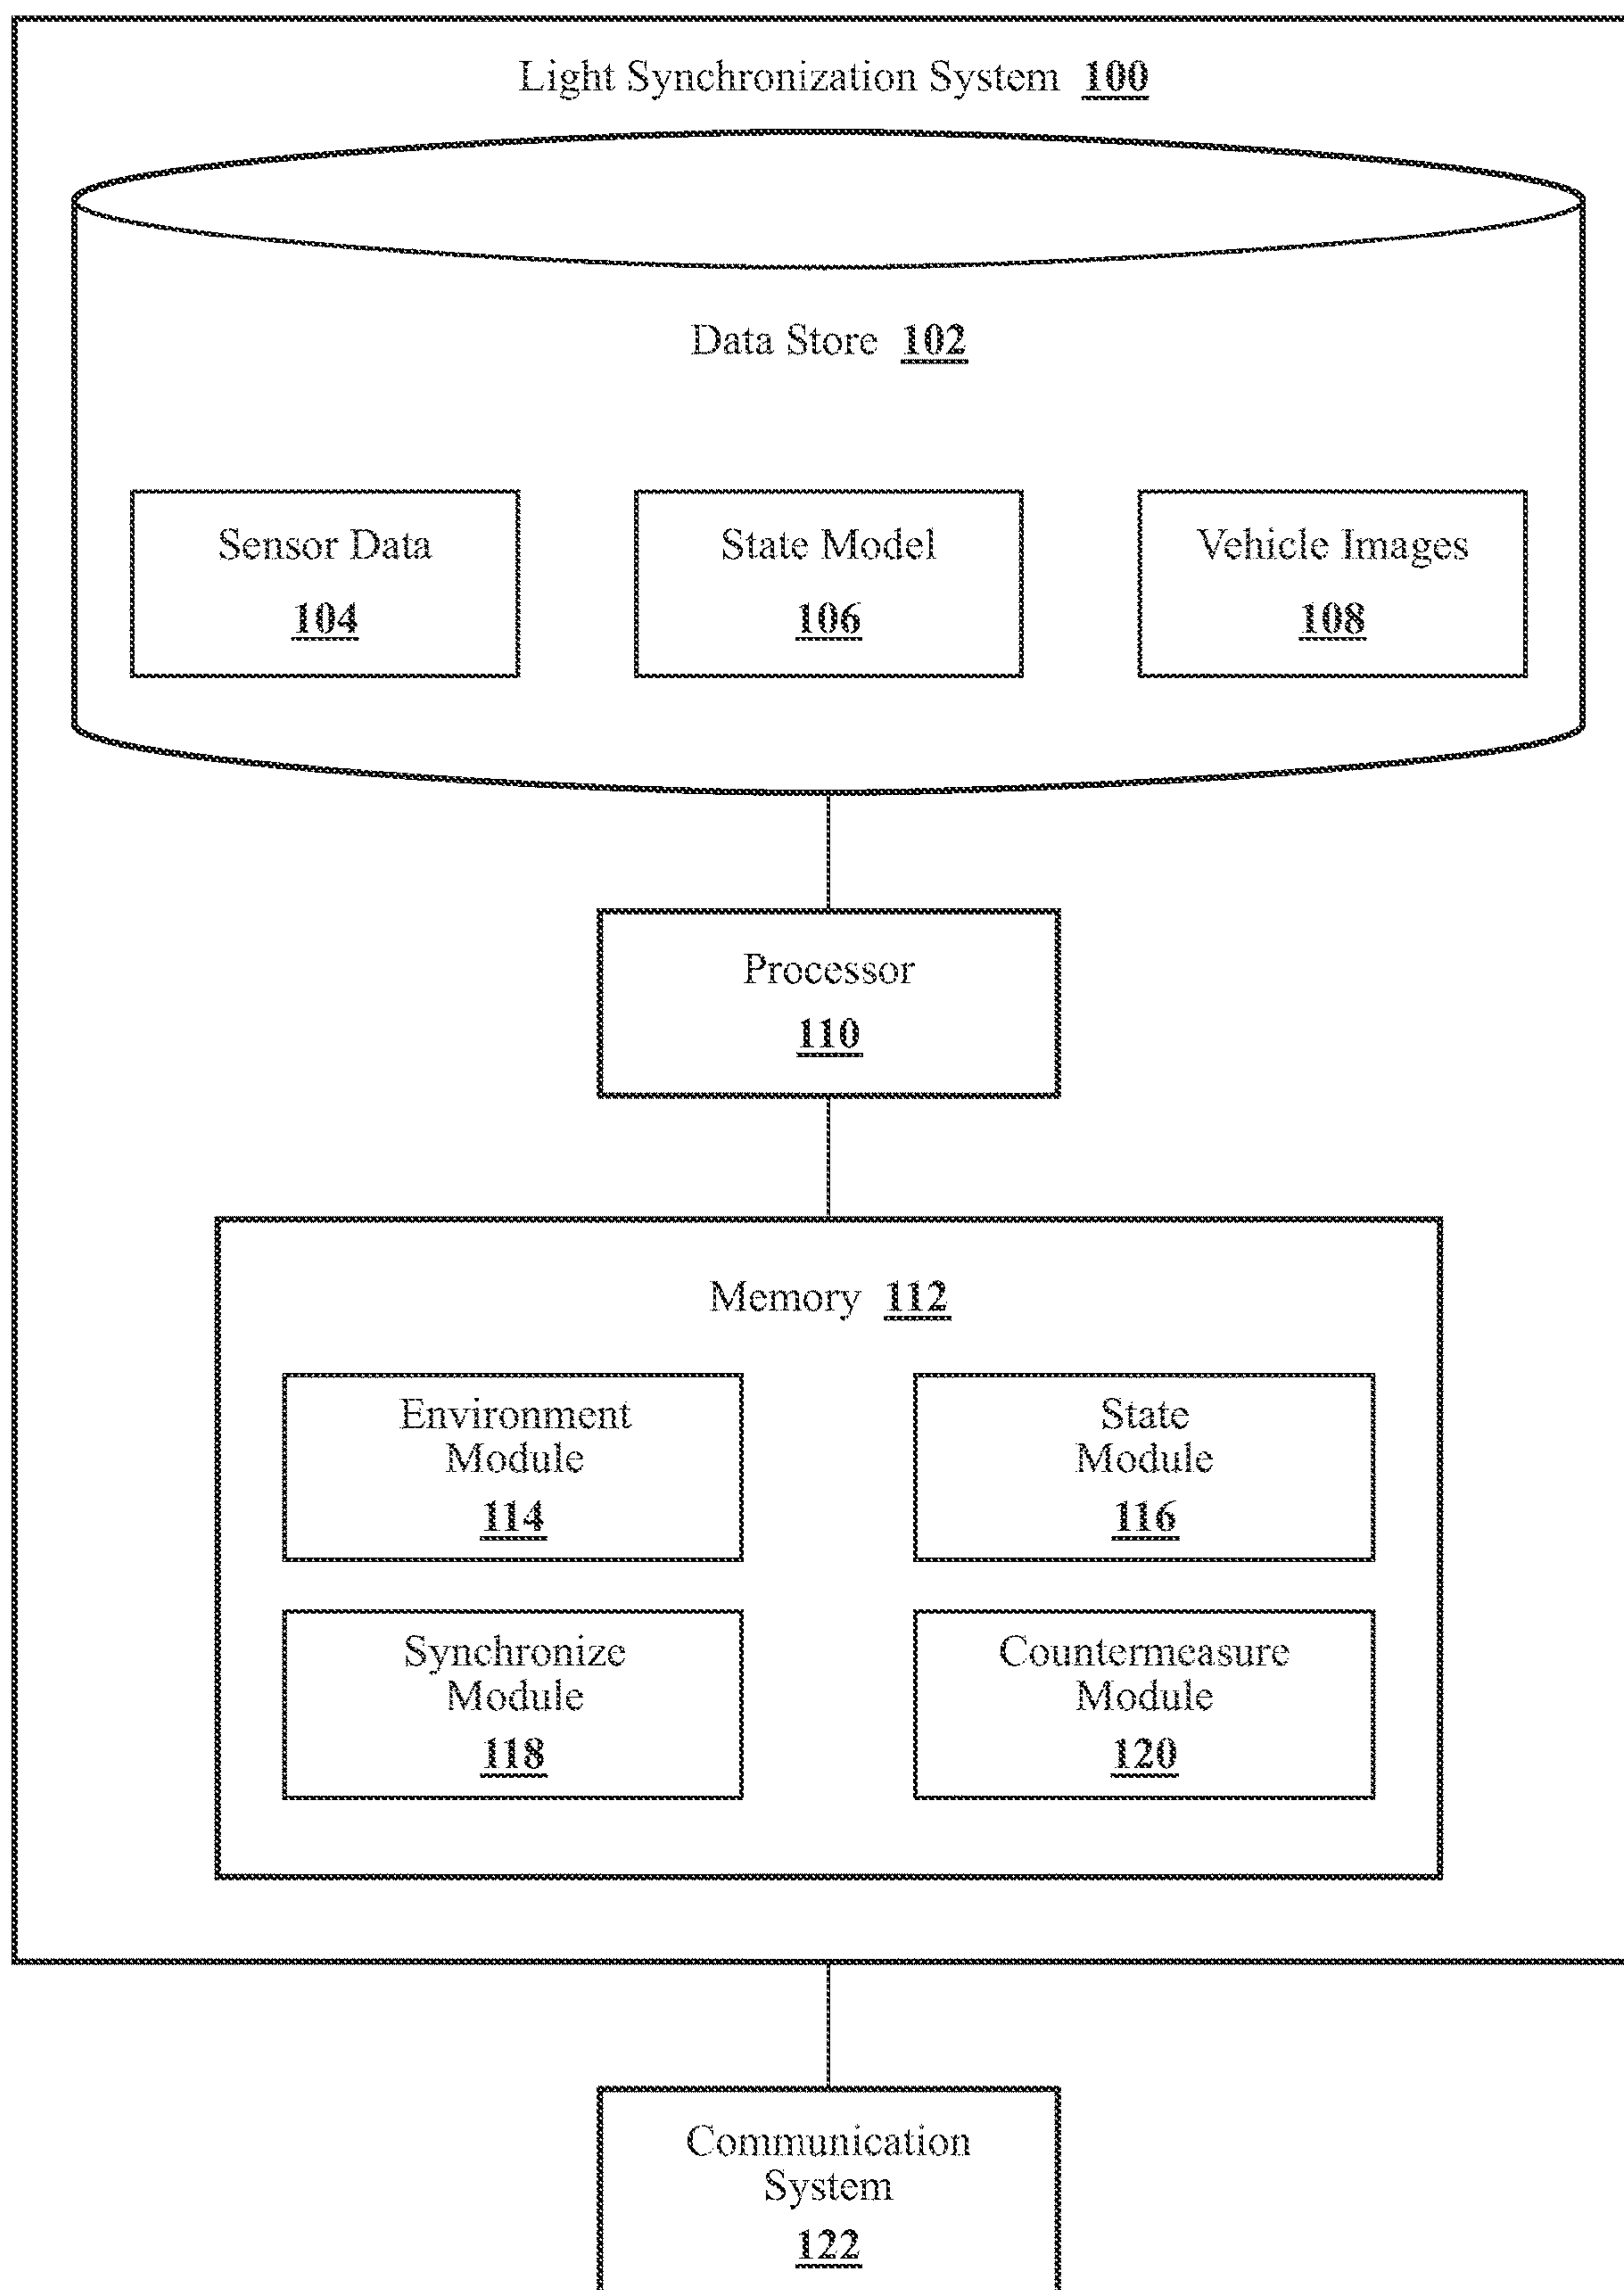 Light Synchronization System 100
Data Store 102
Sensor Data
104
State Model
106
Vehicle Images
108
Processor
110
Memory 112
Environment
Module
114
State
Module
116
Synchronize
Module
118
Countermeasure
Module
120
Communication
System
122